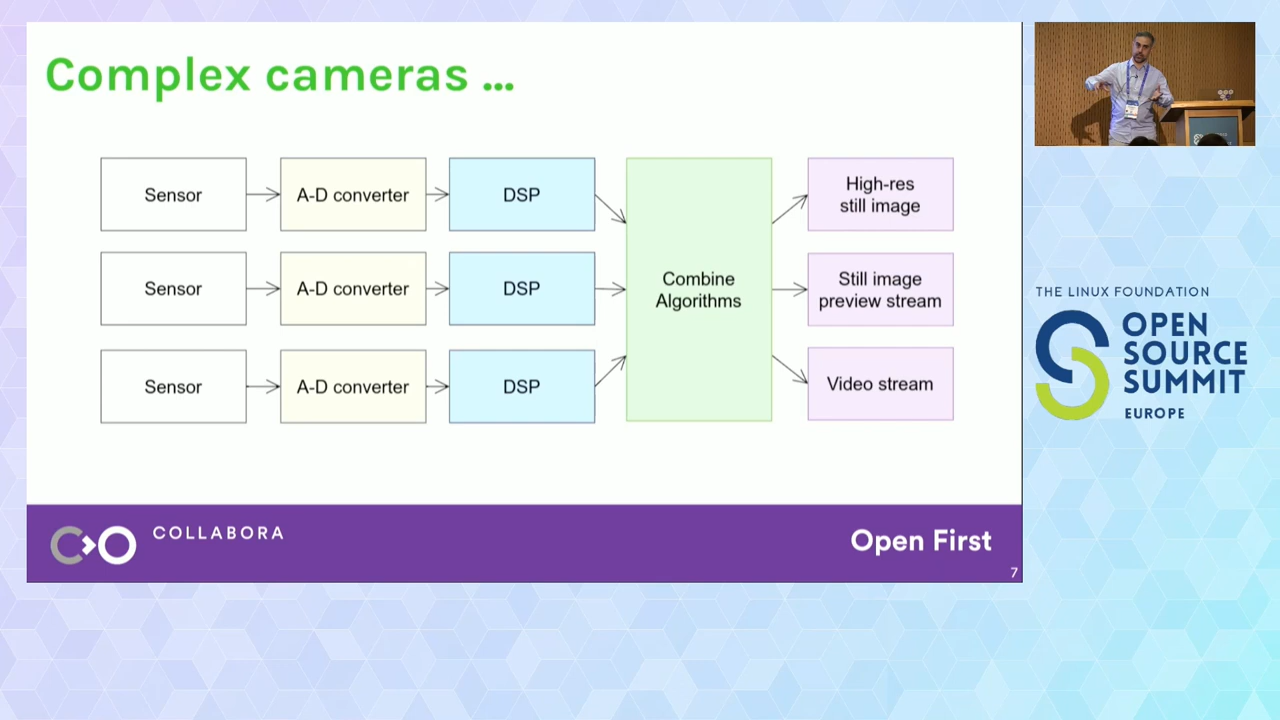 Complex cameras ...
Sensor
A-D converter
DSP
Sensor
A-D converter
DSP
Sensor
A-D converter
DSP
Combine
Algorithms
High-res
still image
Still image
preview stream
Video stream
COLLABORA
Open First
7
THE LINUX FOUNDATION
OPEN
SOURCE
SUMMIT
EUROPE